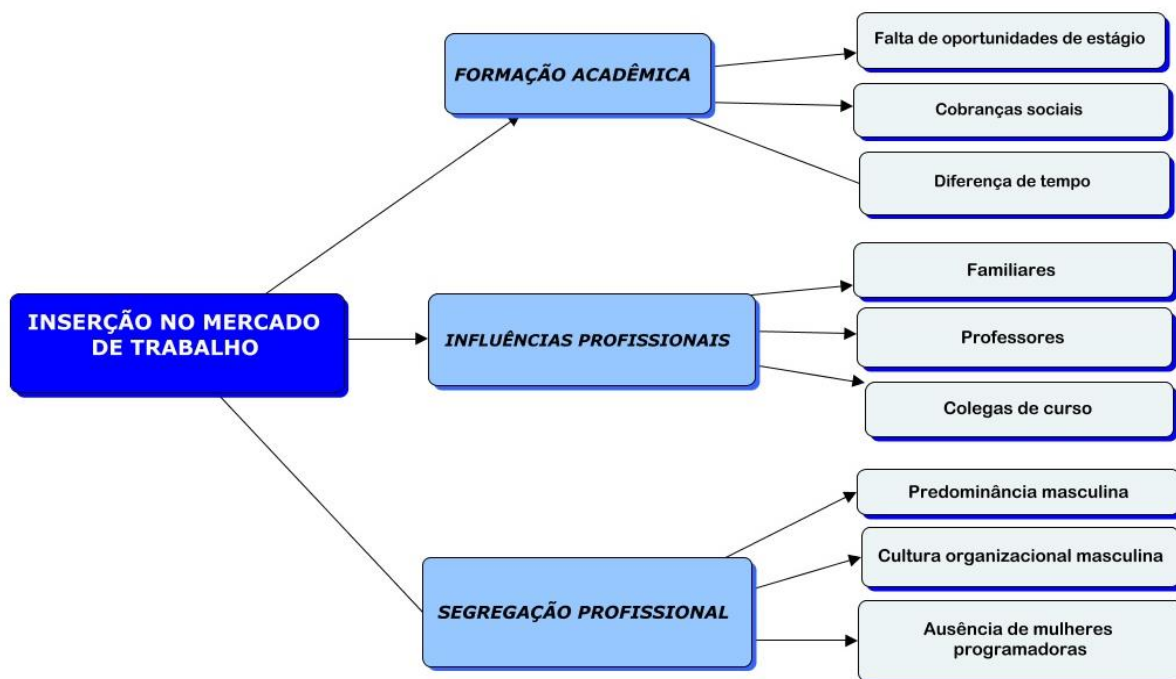 FORMAÇÃO ACADÊMICA
Falta de oportunidades de estágio
Cobranças sociais
Diferença de tempo
INSERÇÃO NO MERCADO
DE TRABALHO
INFLUÊNCIAS PROFISSIONAIS
Familiares
Professores
Colegas de curso
SEGREGAÇÃO PROFISSIONAL
Predominância masculina
Cultura organizacional masculina
Ausência de mulheres
programadoras